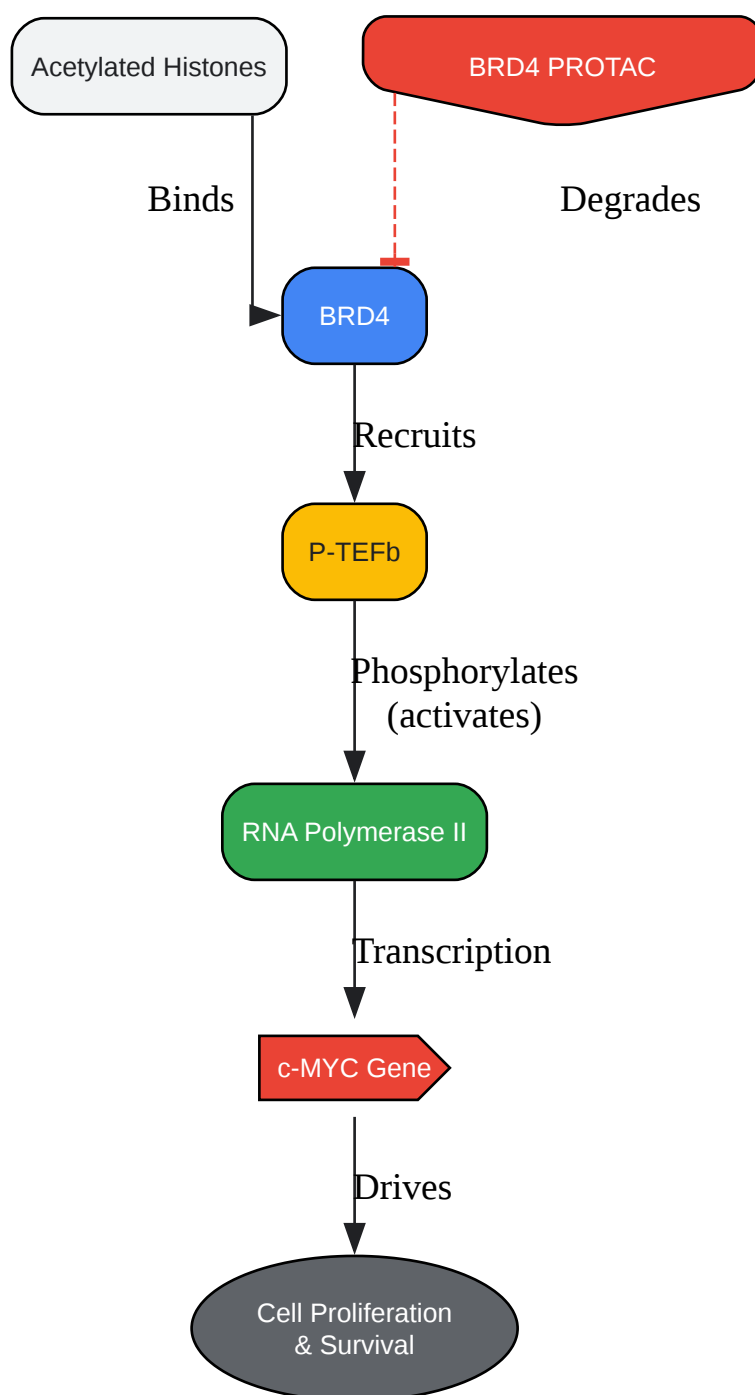 Acetylated Histones
BRD4 PROTAC
Binds
Degrades
BRD4
Recruits
P-TEFb
Phosphorylates
(activates)
RNA Polymerase II
Transcription
c-MYC Gene
Drives
Cell Proliferation
& Survival